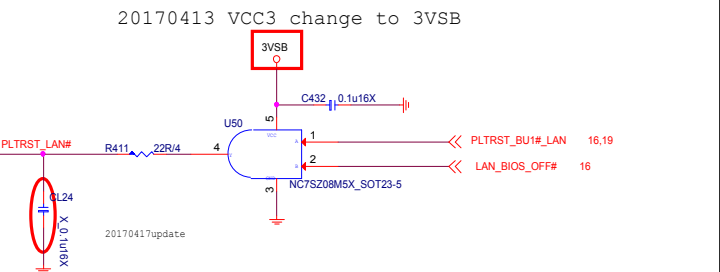 20170413 VCC3 change to 3VSB
3VSB
C432 0.1u16X
U50
5
VCC
PLTRST_LAN#
R411 22R/4
4
1
A
PLTRST_BU1#_LAN 16,19
2
B
LAN_BIOS_OFF# 16
3
NC7SZ08M5X_SOT23-5
CL24
X_0.1u16X
20170417update